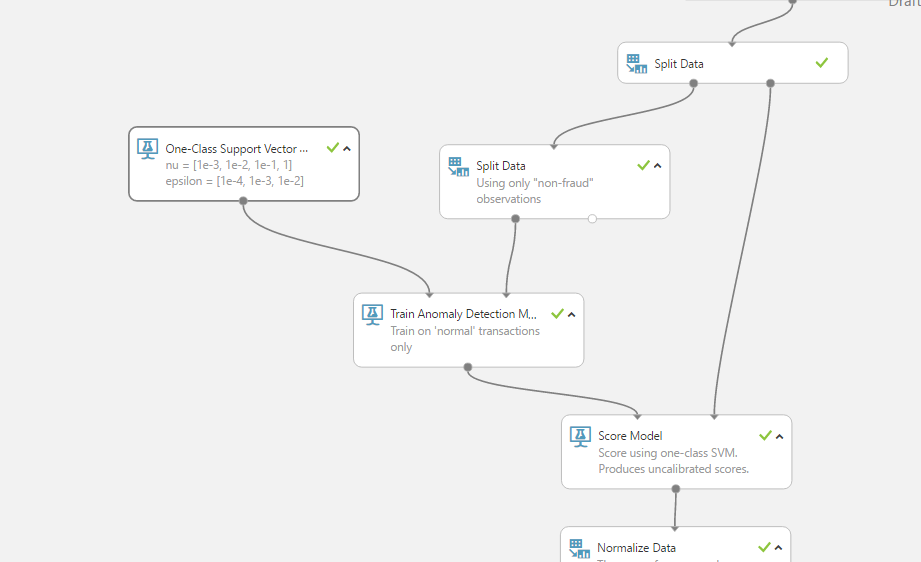 Draft
Split Data
One-Class Support Vector ...
nu = [1e-3, 1e-2, 1e-1, 1]
epsilon = [1e-4, 1e-3, 1e-2]
Split Data
Using only "non-fraud"
observations
Train Anomaly Detection M...
Train on 'normal' transactions
only
Score Model
Score using one-class SVM.
Produces uncalibrated scores.
Normalize Data